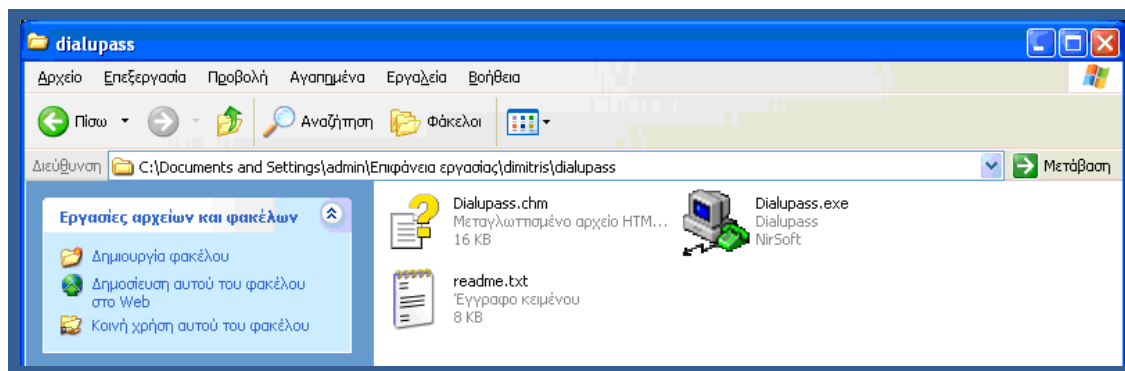 dialupass
Αρχείο Επεξεργασία Προβολή Αγαπημένα Εργαλεία Βοήθεια
Πίσω Αναζήτηση Φάκελοι
Διεύθυνση C:\Documents and Settings\admin\Επιφάνεια εργασίας\dimitris\dialupass Μετάβαση
Εργασίες αρχείων και φακέλων
Δημιουργία φακέλου
Δημοσίευση αυτού του φακέλου
στο Web
Κοινή χρήση αυτού του φακέλου
Dialupass.chm
Μεταγλωττισμένο αρχείο HTM...
16 KB
Dialupass.exe
Dialupass
NirSoft
readme.txt
Έγγραφο κειμένου
8 KB